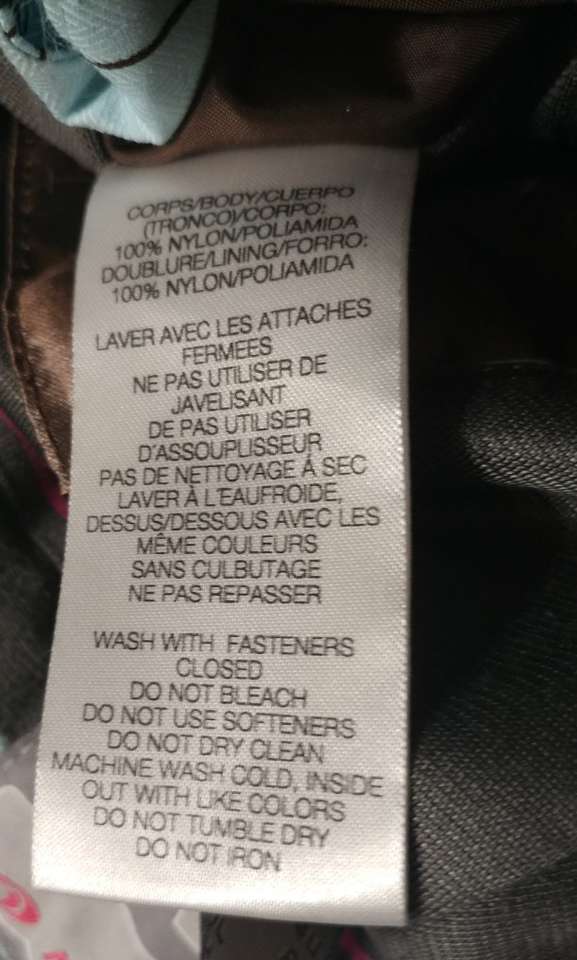 CORPS/BODY/CUERPO
(TRONCO)/CORPO:
100% NYLON/POLIAMIDA
DOUBLURE/LINING/FORRO:
100% NYLON/POLIAMIDA
LAVER AVEC LES ATTACHES
FERMEES
NE PAS UTILISER DE
JAVELISANT
DE PAS UTILISER
D'ASSOUPLISSEUR
PAS DE NETTOYAGE À SEC
LAVER À L'EAUFROIDE,
DESSUS/DESSOUS AVEC LES
MÊME COULEURS
SANS CULBUTAGE
NE PAS REPASSER
WASH WITH FASTENERS
CLOSED
DO NOT BLEACH
DO NOT USE SOFTENERS
DO NOT DRY CLEAN
MACHINE WASH COLD, INSIDE
OUT WITH LIKE COLORS
DO NOT TUMBLE DRY
DO NOT IRON